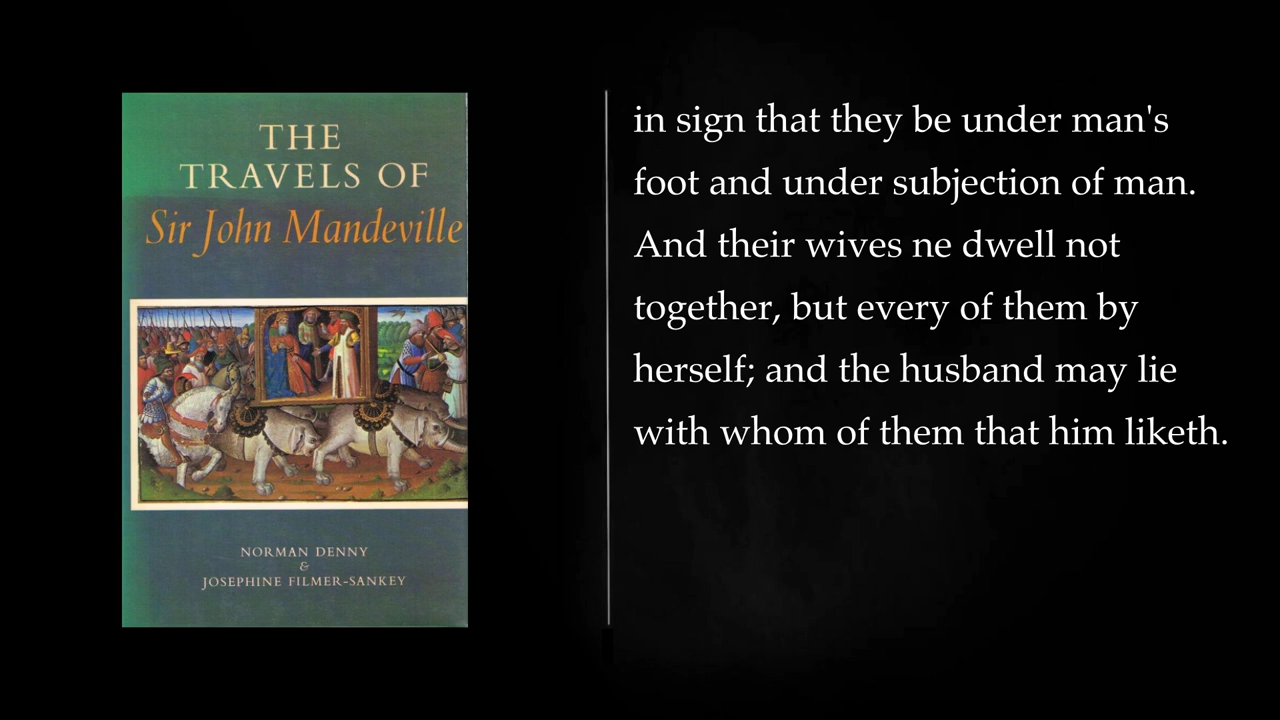 THE
TRAVELS OF
Sir John Mandeville
NORMAN DENNY
&
JOSEPHINE FILMER-SANKEY
in sign that they be under man's
foot and under subjection of man.
And their wives ne dwell not
together, but every of them by
herself; and the husband may lie
with whom of them that him liketh.